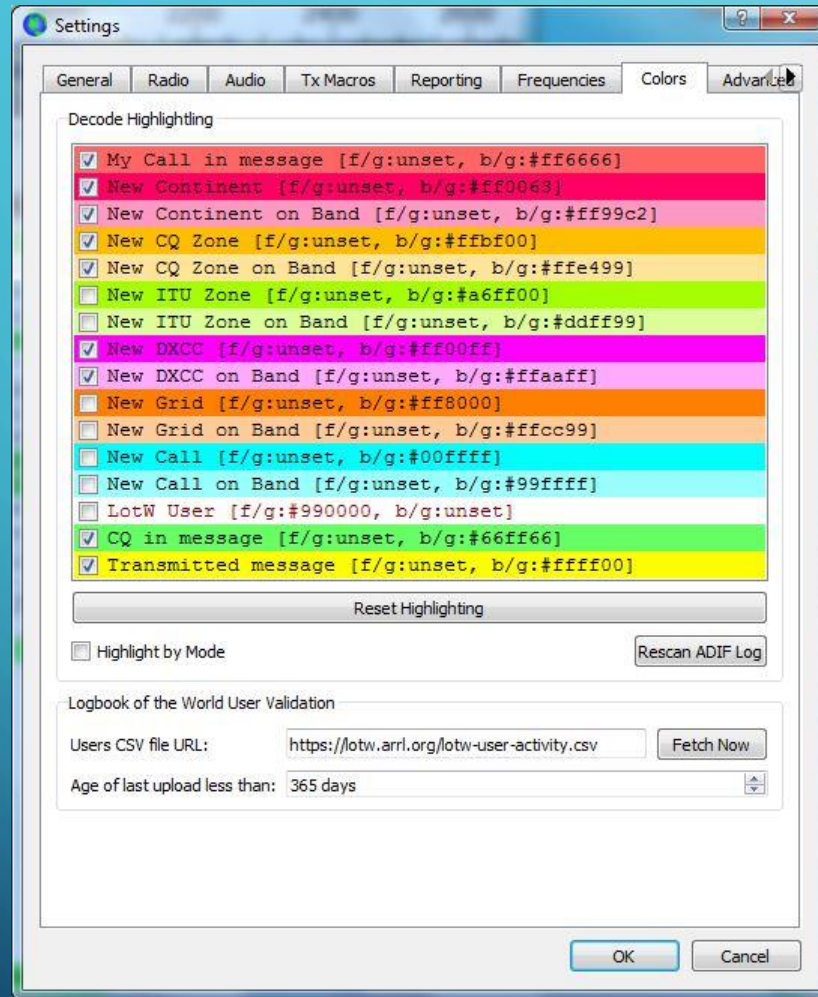 Settings
General Radio Audio Tx Macros Reporting Frequencies Colors Advanced
Decode Highlightling
My Call in message [f/g:unset, b/g:#ff6666]
New Continent [f/g:unset, b/g:#ff0063]
New Continent on Band [f/g:unset, b/g:#ff99c2]
New CQ Zone [f/g:unset, b/g:#ffbf00]
New CQ Zone on Band [f/g:unset, b/g:#ffe499]
New ITU Zone [f/g:unset, b/g:#a6ff00]
New ITU Zone on Band [f/g:unset, b/g:#ddff99]
New DXCC [f/g:unset, b/g:#ff00ff]
New DXCC on Band [f/g:unset, b/g:#ffaaff]
New Grid [f/g:unset, b/g:#ff8000]
New Grid on Band [f/g:unset, b/g:#ffcc99]
New Call [f/g:unset, b/g:#00ffff]
New Call on Band [f/g:unset, b/g:#99ffff]
LotW User [f/g:#990000, b/g:unset]
CQ in message [f/g:unset, b/g:#66ff66]
Transmitted message [f/g:unset, b/g:#ffff00]
Reset Highlighting
Highlight by Mode Rescan ADIF Log
Logbook of the World User Validation
Users CSV file URL: https://lotw.arrl.org/lotw-user-activity.csv Fetch Now
Age of last upload less than: 365 days
OK Cancel